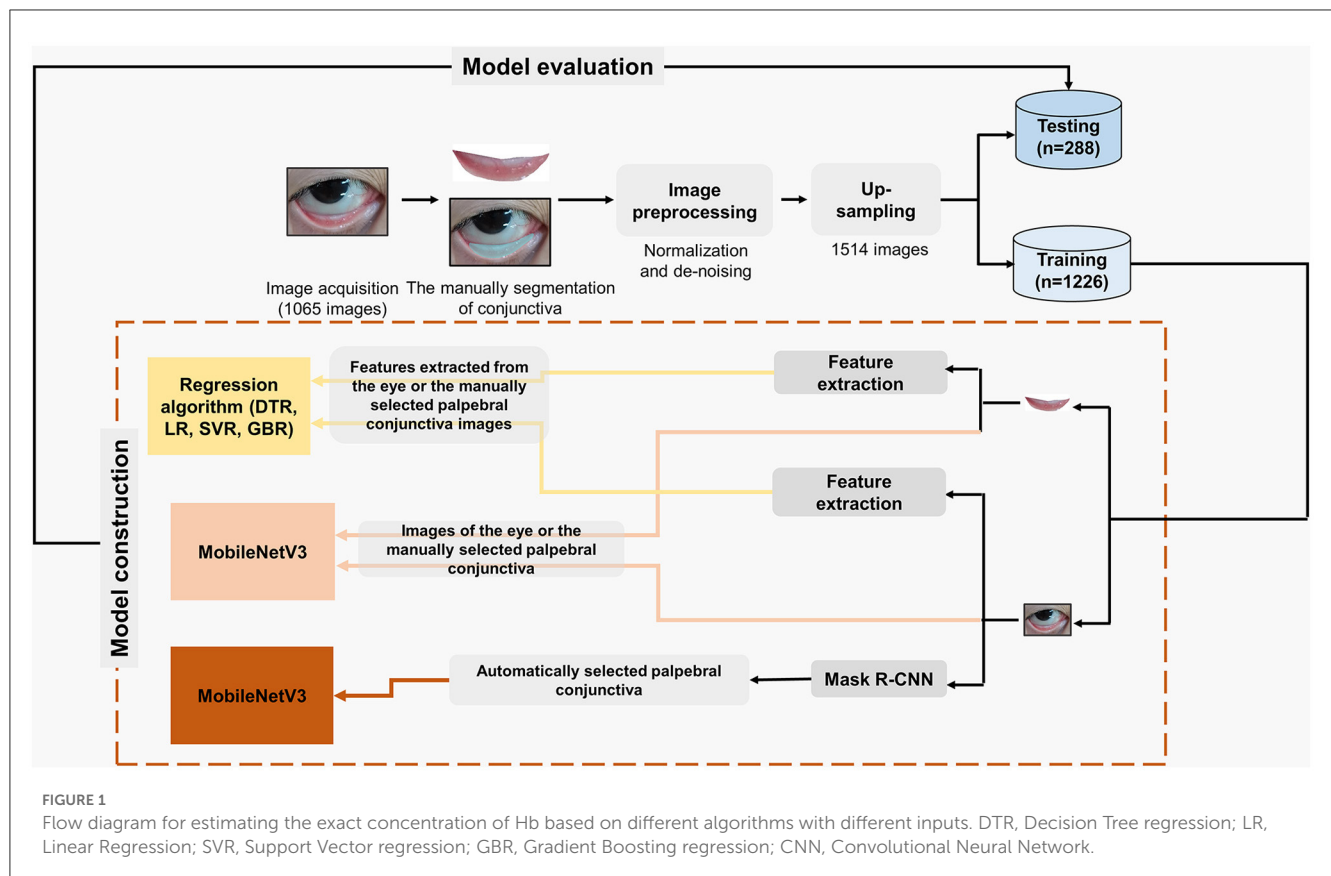 Model evaluation
Testing
(n=288)
Image
preprocessing
Up-
sampling
Normalization
and de-noising
1514 images
Training
(n=1226)
Image acquisition
(1065 images)
The manually segmentation
of conjunctiva
Model construction
Regression
algorithm (DTR,
LR, SVR, GBR)
Features extracted from
the eye or the manually
selected palpebral
conjunctiva images
Feature
extraction
Feature
extraction
MobileNetV3
Images of the eye or the
manually selected palpebral
conjunctiva
MobileNetV3
Automatically selected palpebral
conjunctiva
Mask R-CNN
FIGURE 1
Flow diagram for estimating the exact concentration of Hb based on different algorithms with different inputs. DTR, Decision Tree regression; LR,
Linear Regression; SVR, Support Vector regression; GBR, Gradient Boosting regression; CNN, Convolutional Neural Network.